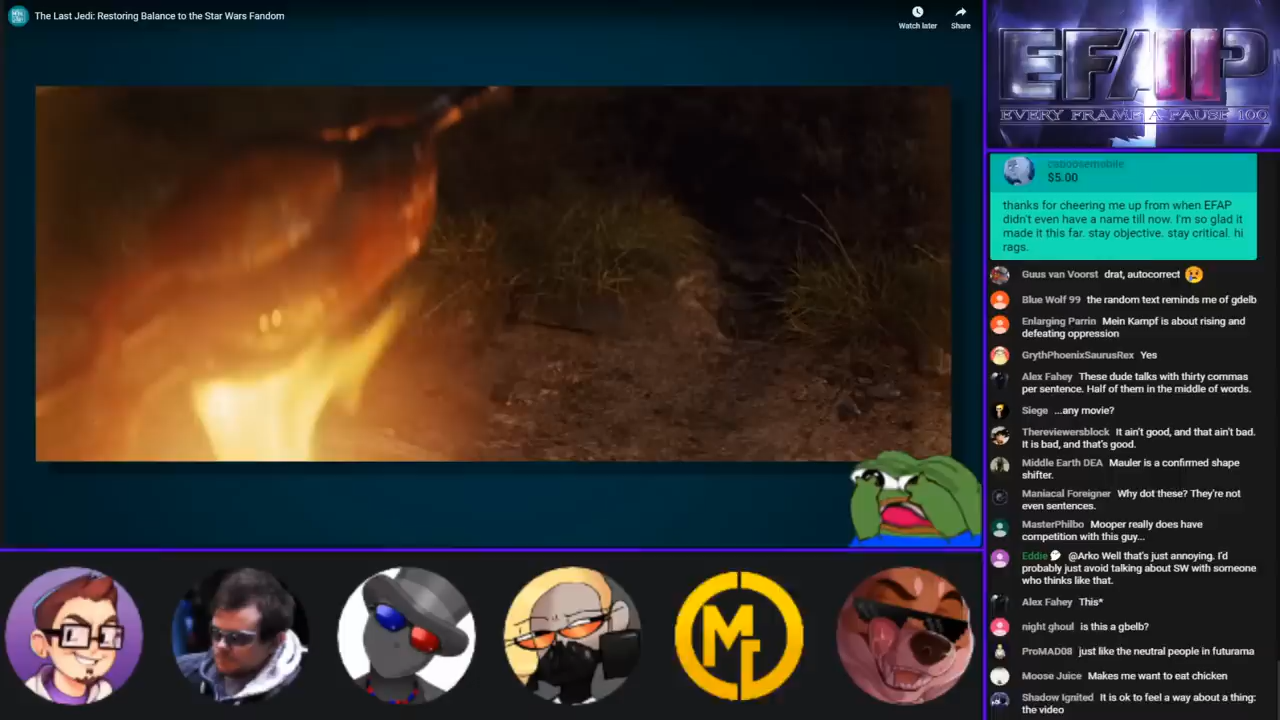 The Last Jedi: Restoring Balance to the Star Wars Fandom
Watch later
Share
EFAP
EVERY FRAME A PAUSE 100
caboosemobile
$5.00
thanks for cheering me up from when EFAP
didn't even have a name till now. I'm so glad it
made it this far. stay objective. stay critical. hi
rags.
Guus van Voorst drat, autocorrect
Blue Wolf 99 the random text reminds me of gdelb
Enlarging Parrin Mein Kampf is about rising and
defeating oppression
GrythPhoenixSaurusRex Yes
Alex Fahey These dude talks with thirty commas
per sentence. Half of them in the middle of words.
Siege ...any movie?
Thereviewersblock It ain't good, and that ain't bad.
It is bad, and that's good.
Middle Earth DEA Mauler is a confirmed shape
shifter.
Maniacal Foreigner Why dot these? They're not
even sentences.
MasterPhilbo Mooper really does have
competition with this guy...
Eddie @Arko Well that's just annoying. I'd
probably just avoid talking about SW with someone
who thinks like that.
Alex Fahey This*
night ghoul is this a gbelb?
ProMAD08 just like the neutral people in futurama
Moose Juice Makes me want to eat chicken
Shadow Ignited It is ok to feel a way about a thing:
the video